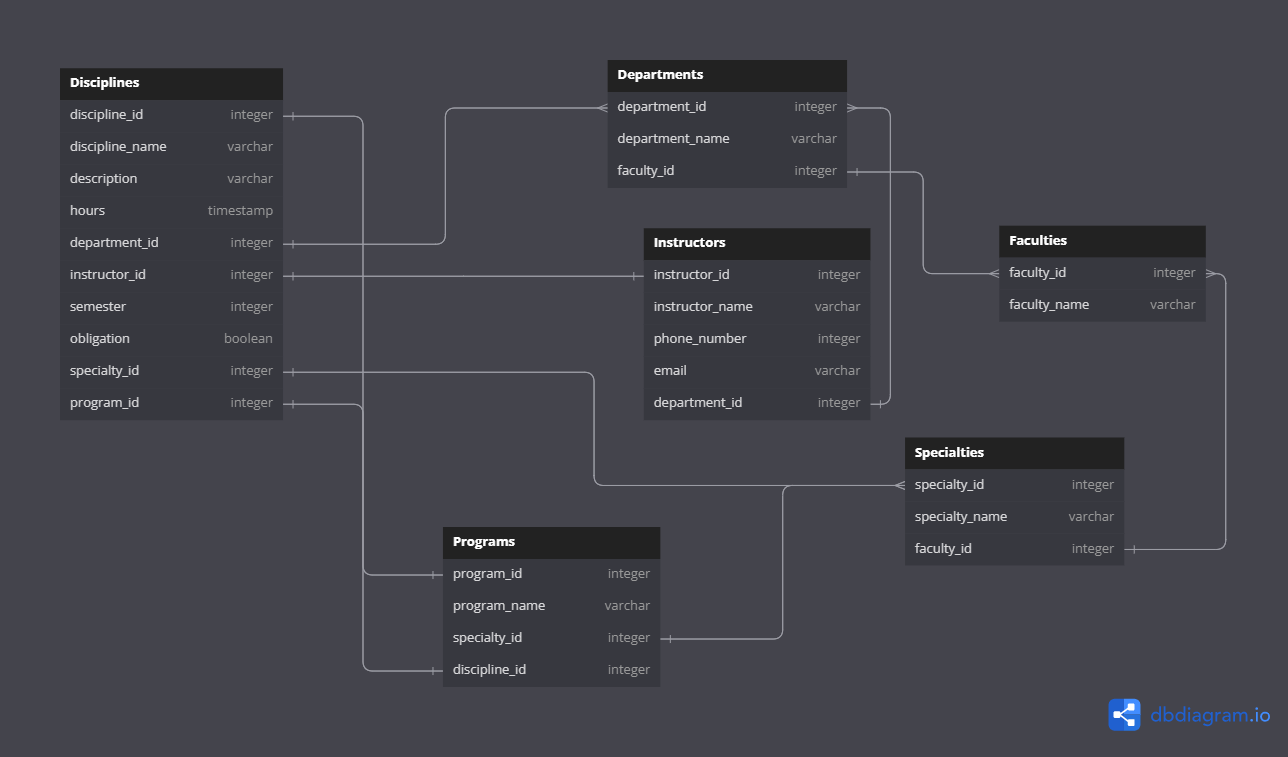 Disciplines
discipline_id integer
discipline_name varchar
description varchar
hours timestamp
department_id integer
instructor_id integer
semester integer
obligation boolean
specialty_id integer
program_id integer
Departments
department_id integer
department_name varchar
faculty_id integer
Instructors
instructor_id integer
instructor_name varchar
phone_number integer
email varchar
department_id integer
Faculties
faculty_id integer
faculty_name varchar
Specialties
specialty_id integer
specialty_name varchar
faculty_id integer
Programs
program_id integer
program_name varchar
specialty_id integer
discipline_id integer
dbdiagram.io